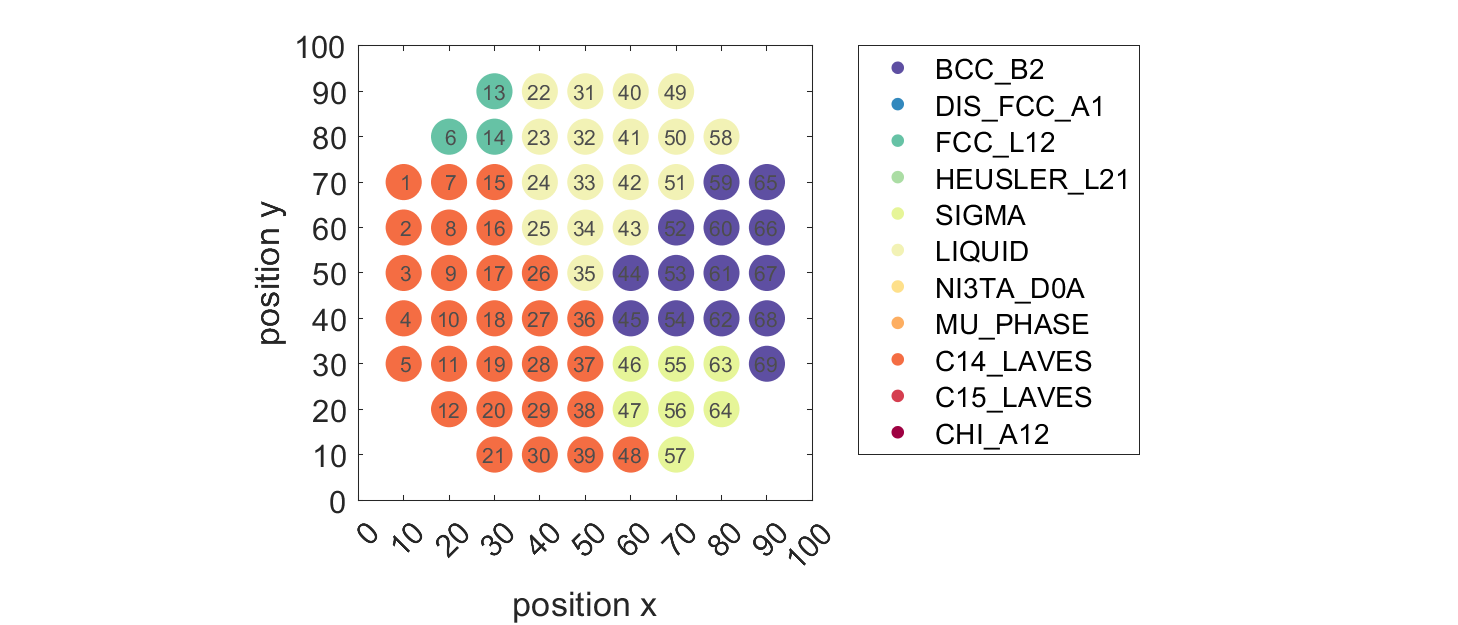 100
90
80
70
60
50
40
30
20
10
0
position y
13 22 31 40 49
6 14 23 32 41 50 58
1 7 15 24 33 42 51 59 65
2 8 16 25 34 43 52 60 66
3 9 17 26 35 44 53 61 67
4 10 18 27 36 45 54 62 68
5 11 19 28 37 46 55 63 69
12 20 29 38 47 56 64
21 30 39 48 57
0 10 20 30 40 50 60 70 80 90 100
position x
BCC_B2
DIS_FCC_A1
FCC_L12
HEUSLER_L21
SIGMA
LIQUID
NI3TA_D0A
MU_PHASE
C14_LAVES
C15_LAVES
CHI_A12